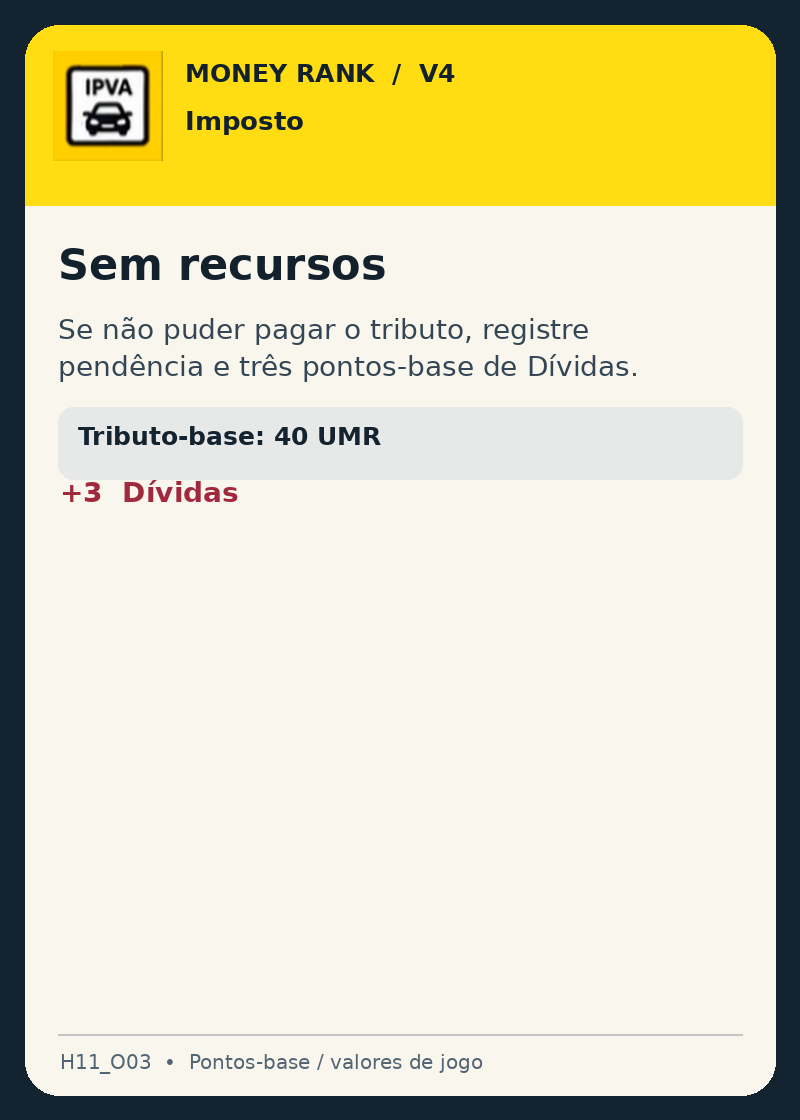 IPVA
MONEY RANK / V4
Imposto
Sem recursos
Se não puder pagar o tributo, registre
pendência e três pontos-base de Dívidas.
Tributo-base: 40 UMR
+3 Dívidas
H11_O03 • Pontos-base / valores de jogo